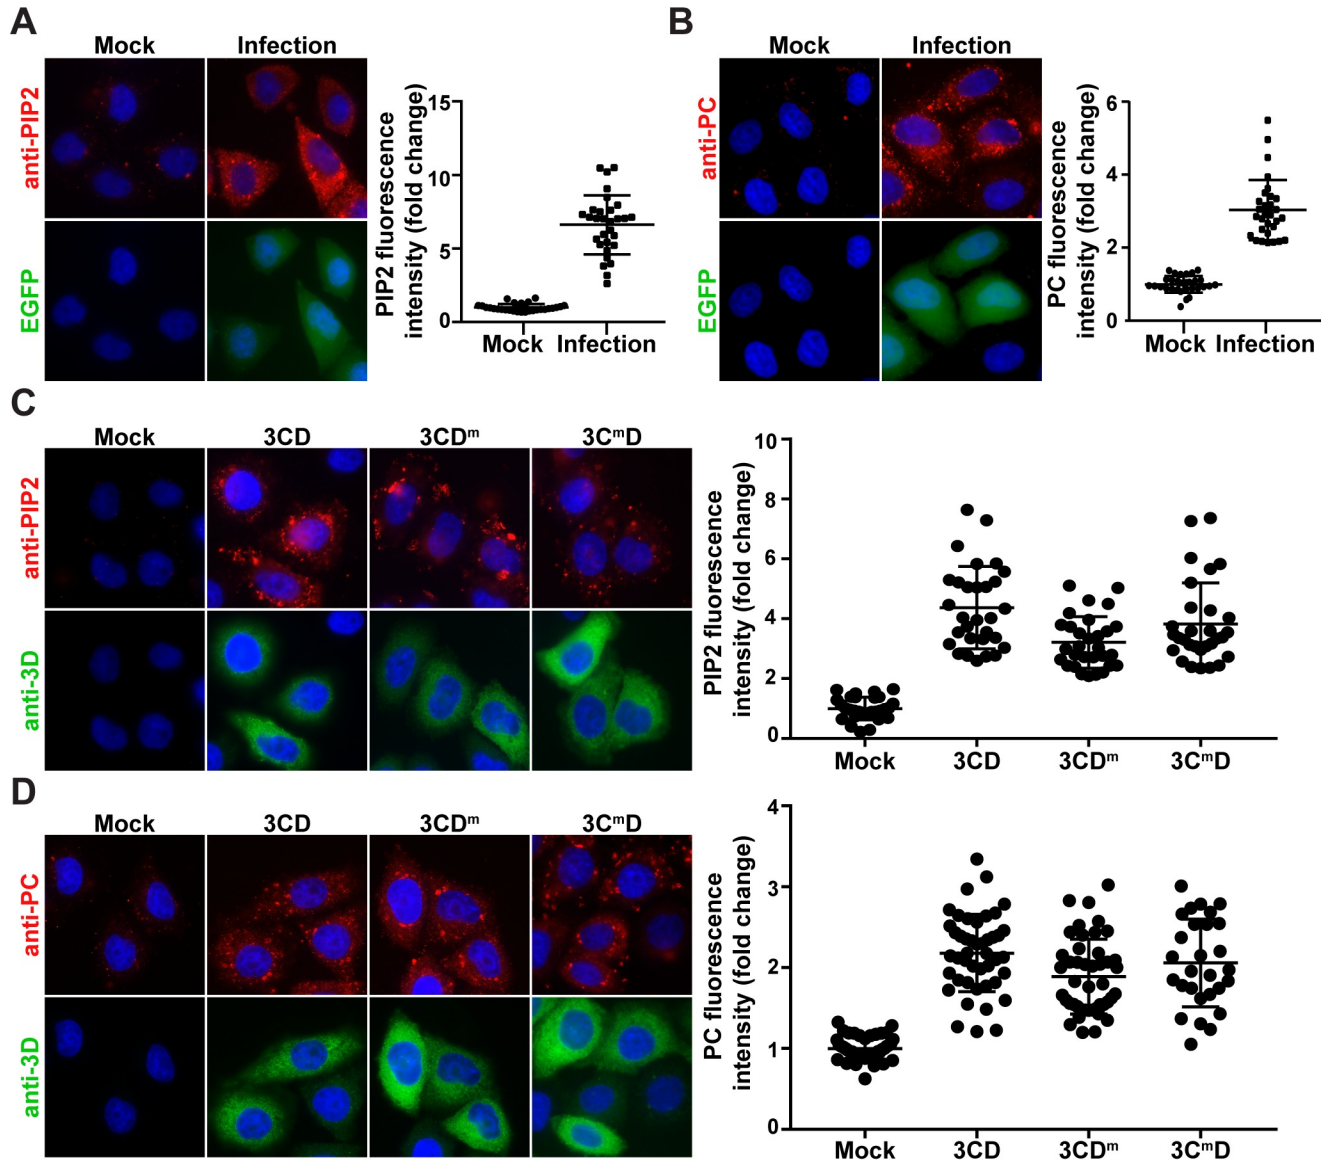 A
Mock Infection
anti-PIP2
EGFP
PIP2 fluorescence
intensity (fold change)
15
10
5
0
Mock Infection
B
Mock Infection
anti-PC
EGFP
PC fluorescence
intensity (fold change)
6
4
2
0
Mock Infection
C
Mock 3CD 3CDᵐ 3CᵐD
anti-PIP2
anti-3D
PIP2 fluorescence
intensity (fold change)
10
8
6
4
2
0
Mock 3CD 3CDᵐ 3CᵐD
D
Mock 3CD 3CDᵐ 3CᵐD
anti-PC
anti-3D
PC fluorescence
intensity (fold change)
4
3
2
1
0
Mock 3CD 3CDᵐ 3CᵐD